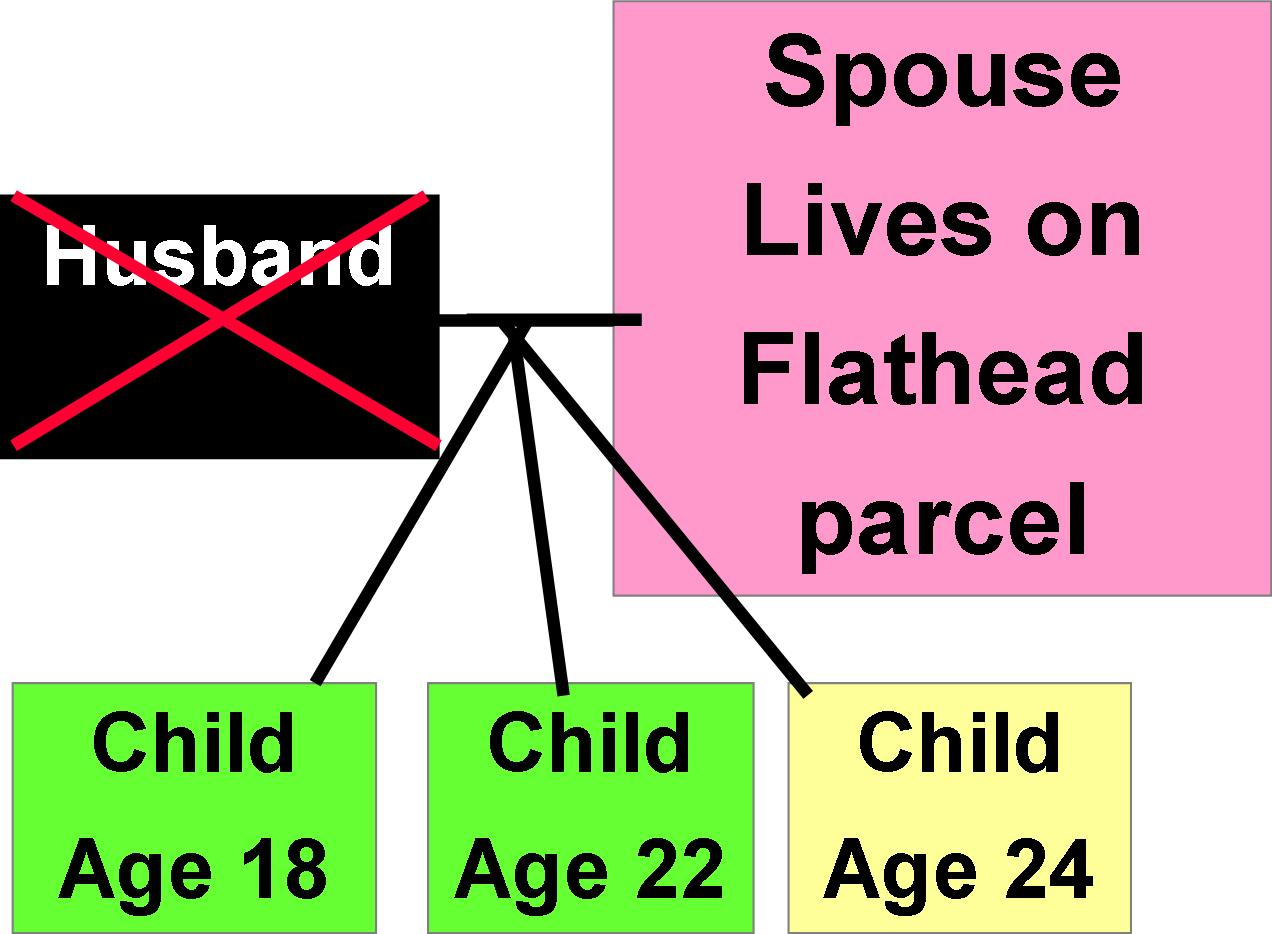 Husband
Spouse
Lives on
Flathead
parcel
Child
Age 18
Child
Age 22
Child
Age 24